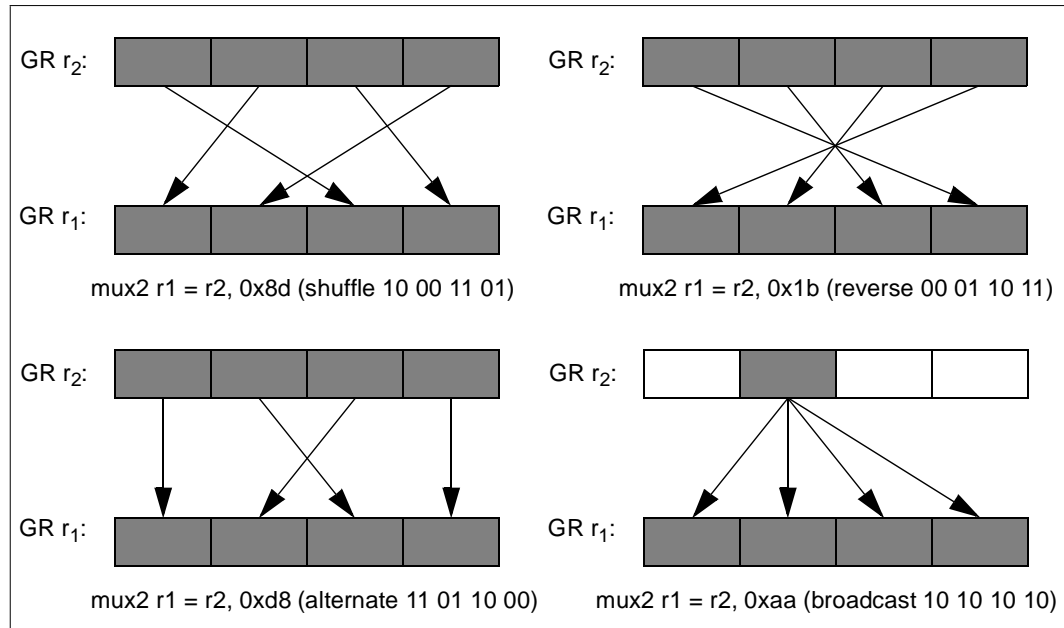 GR r2:
GR r1:
mux2 r1 = r2, 0x8d (shuffle 10 00 11 01)
GR r2:
GR r1:
mux2 r1 = r2, 0x1b (reverse 00 01 10 11)
GR r2:
GR r1:
mux2 r1 = r2, 0xd8 (alternate 11 01 10 00)
GR r2:
GR r1:
mux2 r1 = r2, 0xaa (broadcast 10 10 10 10)